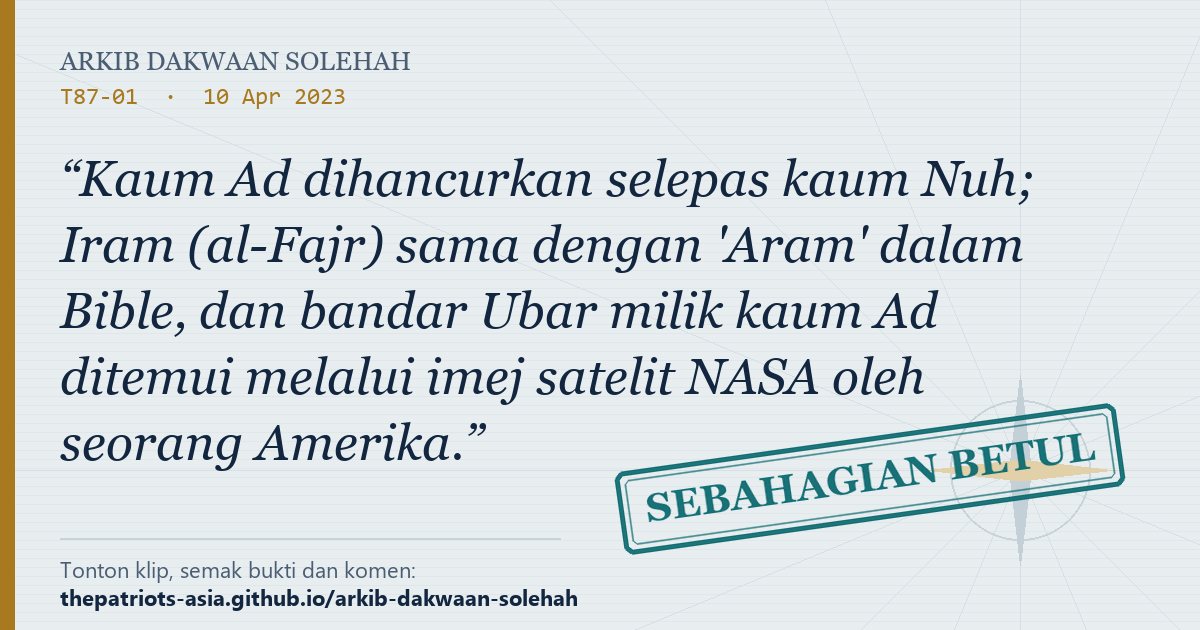 ARKIB DAKWAAN SOLEHAH
T87-01 · 10 Apr 2023
“Kaum Ad dihancurkan selepas kaum Nuh;
Iram (al-Fajr) sama dengan 'Aram' dalam
Bible, dan bandar Ubar milik kaum Ad
ditemui melalui imej satelit NASA oleh
seorang Amerika.”
SEBAHAGIAN BETUL
Tonton klip, semak bukti dan komen:
thepatriots-asia.github.io/arkib-dakwaan-solehah